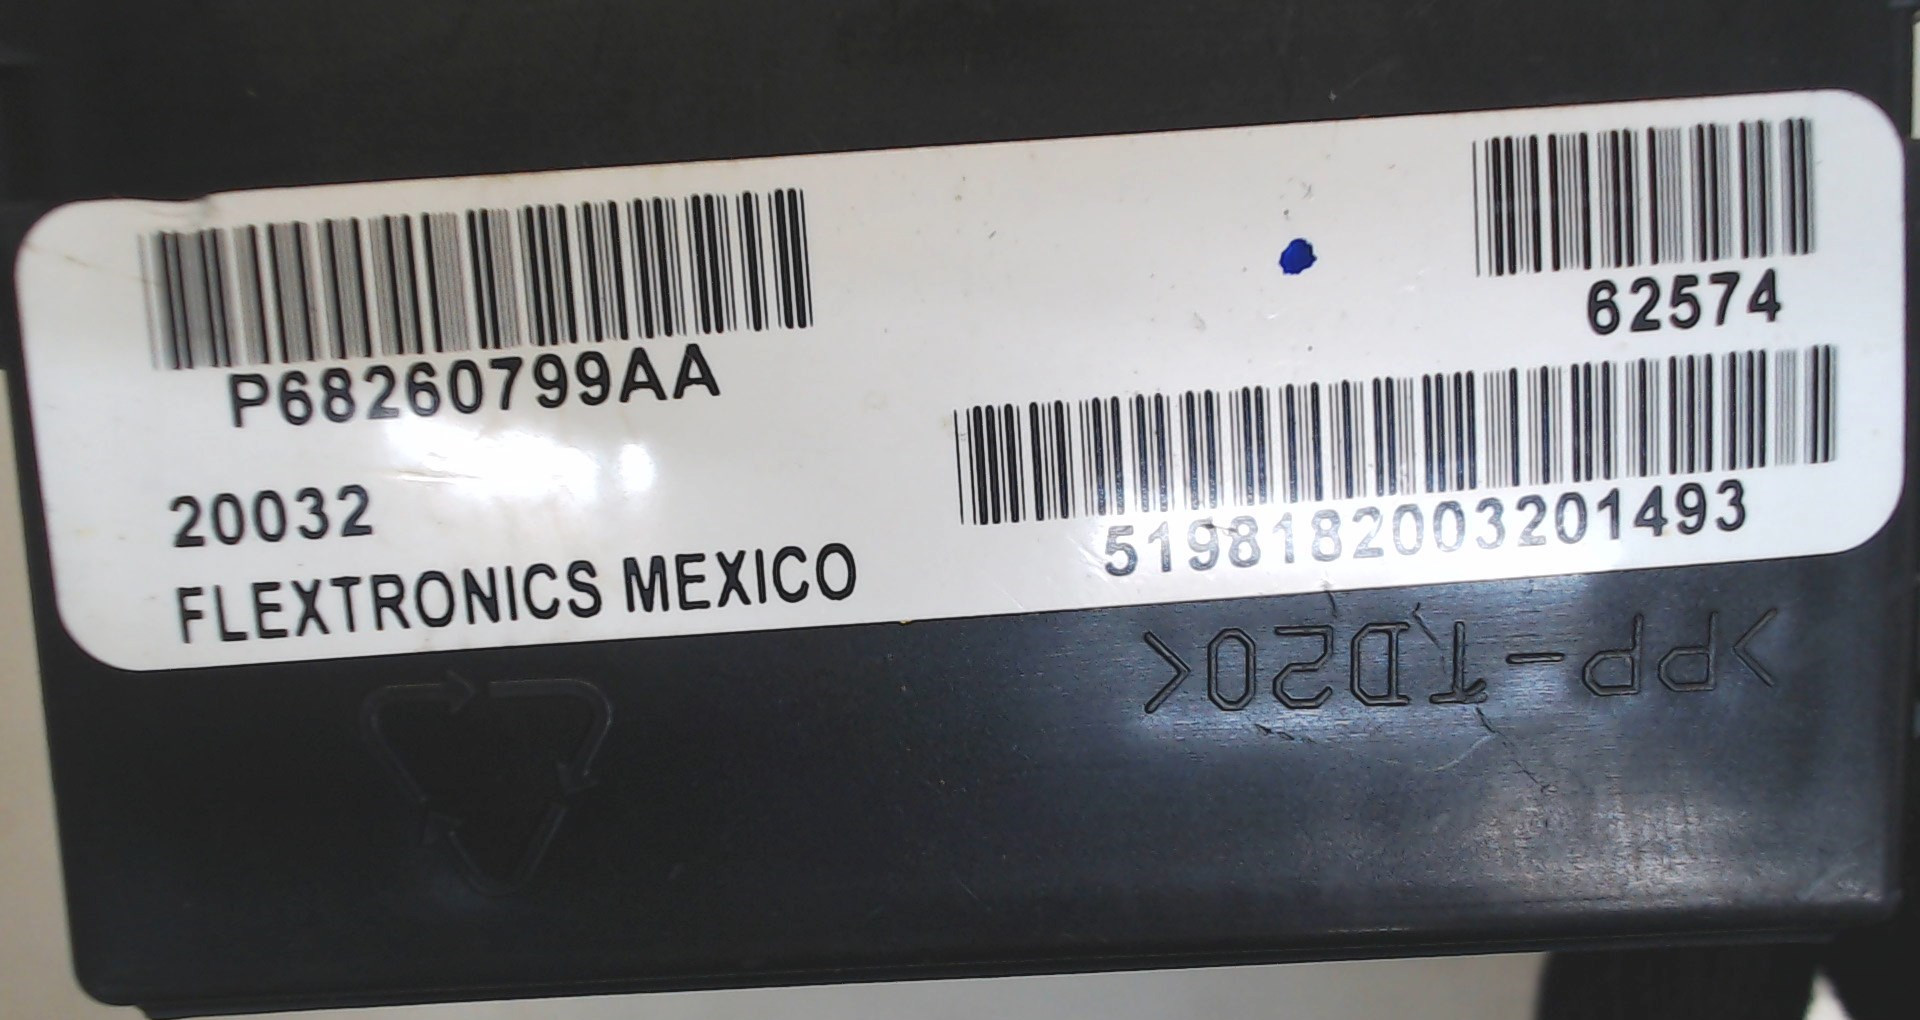 62574
P68260799AA
20032
5198182003201493
FLEXTRONICS MEXICO
>PP-TD20<